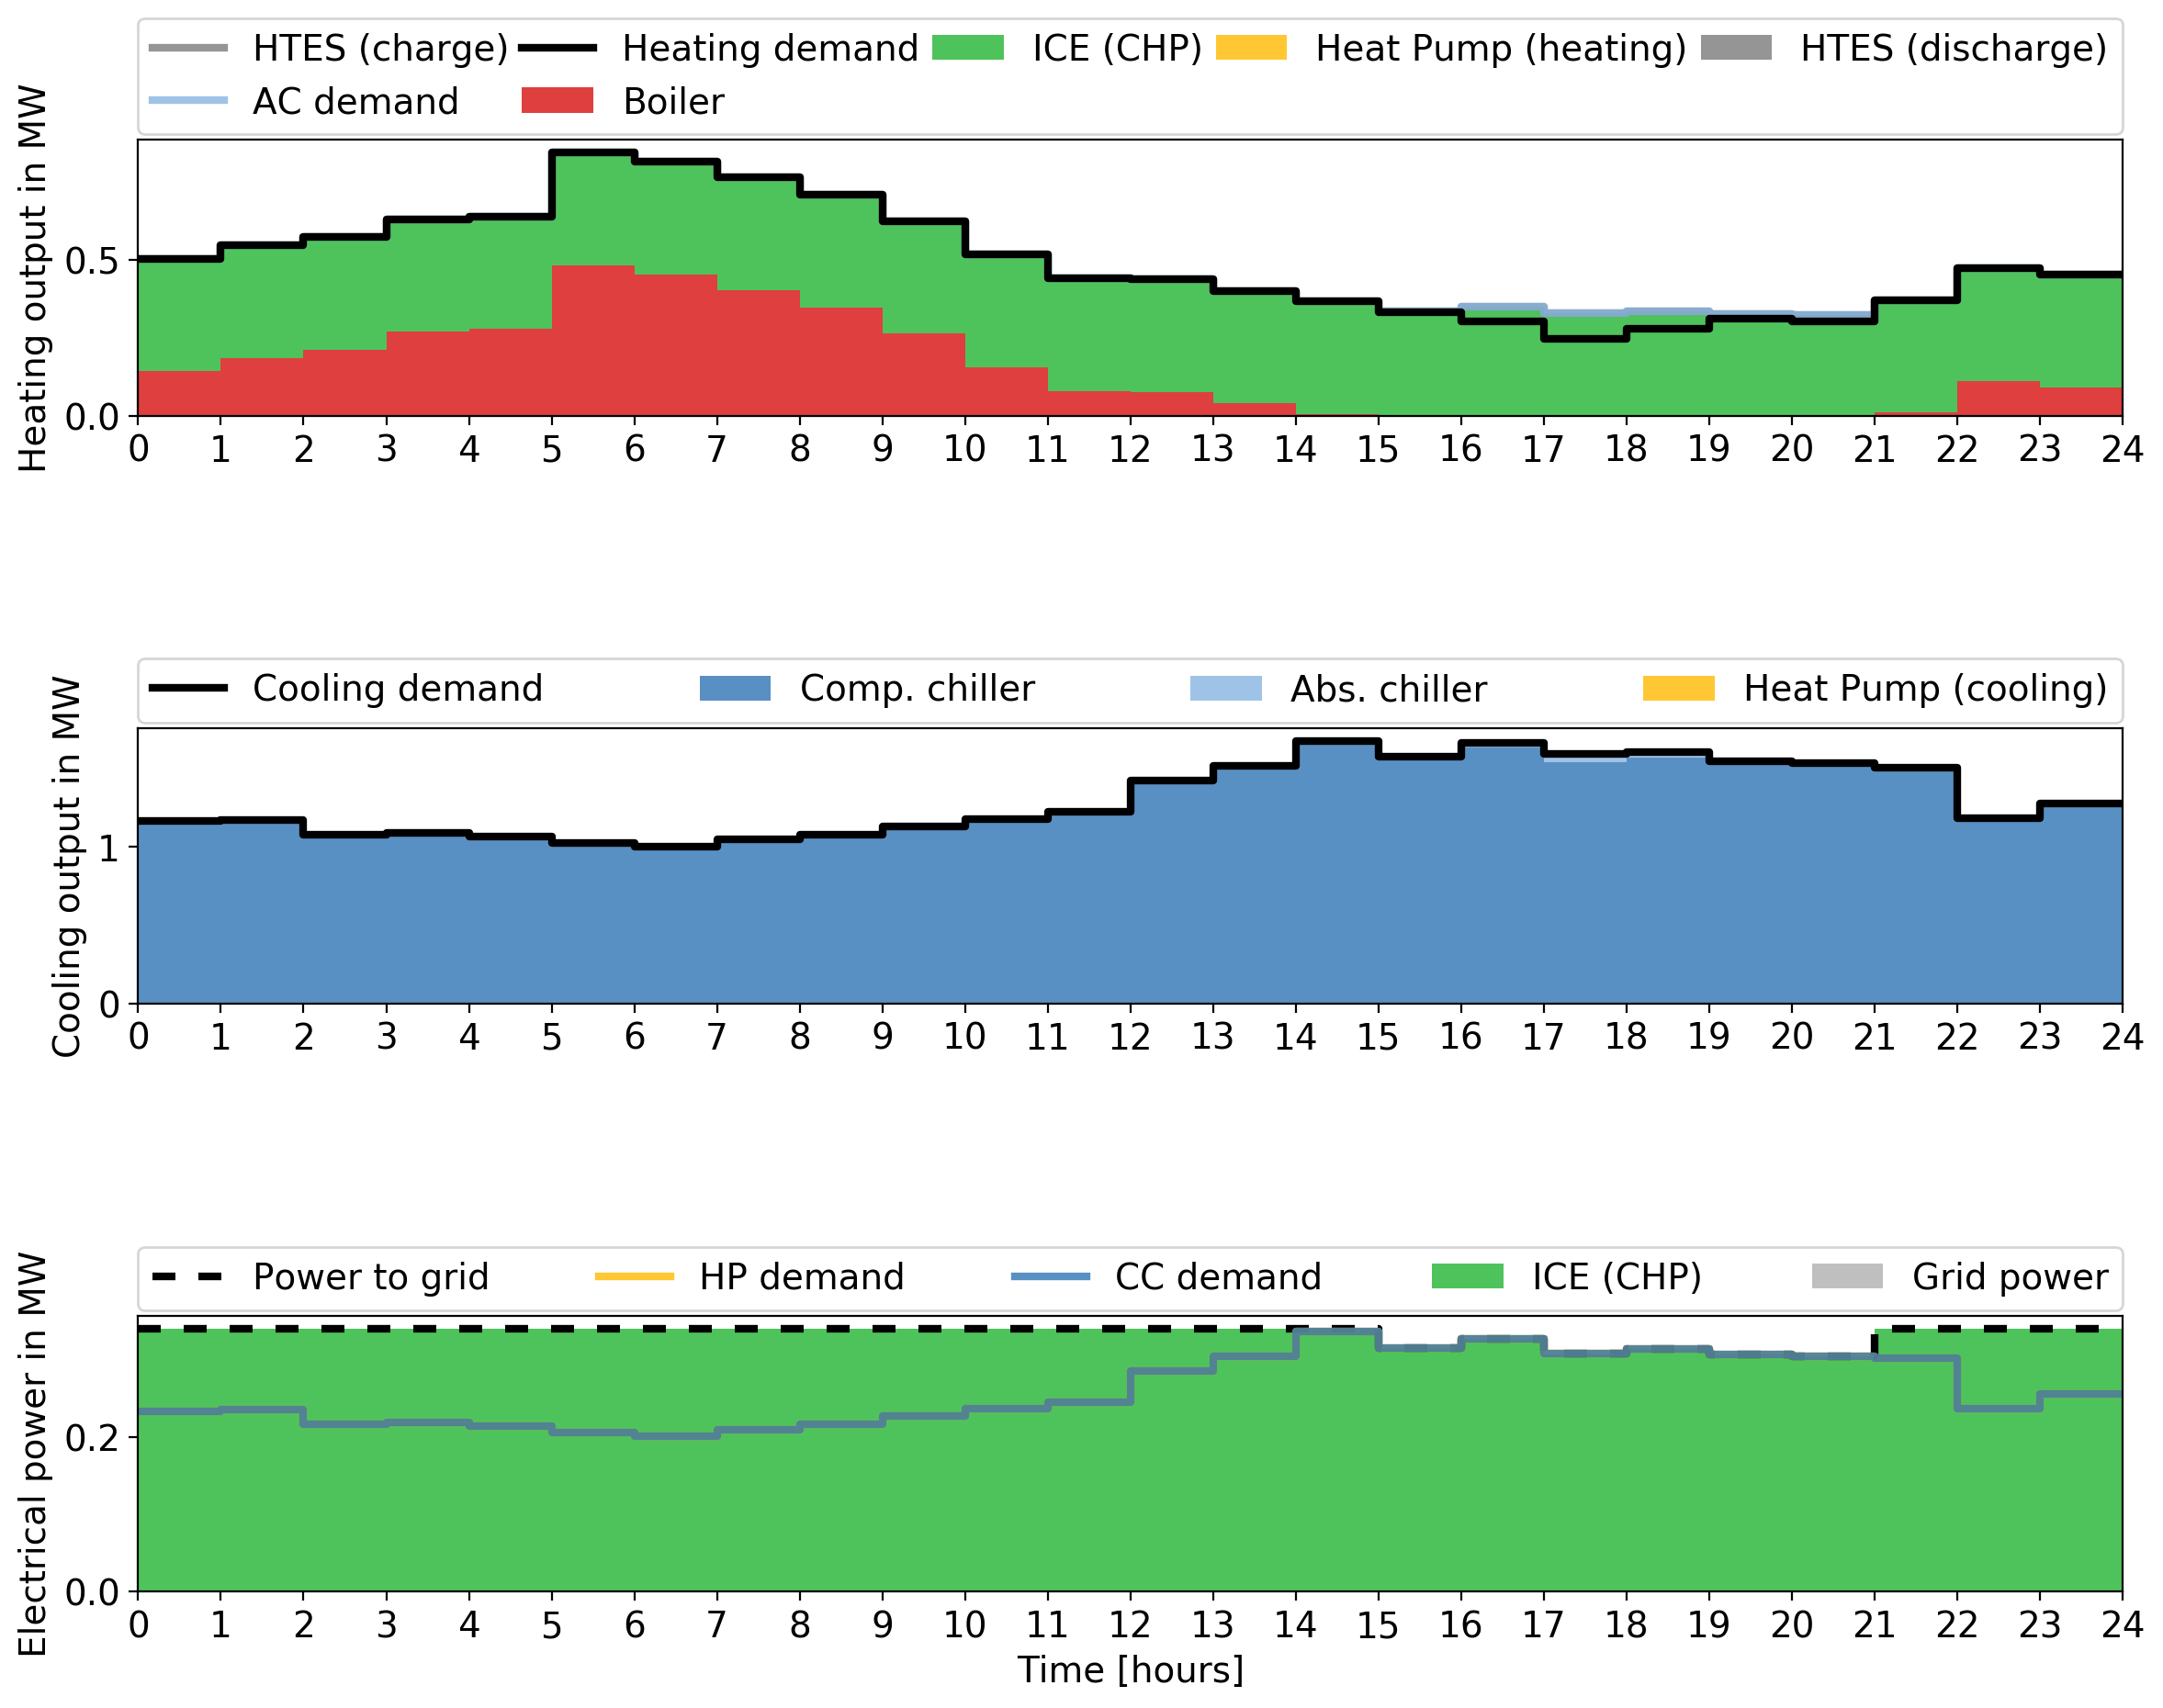 HTES (charge) Heating demand ICE (CHP) Heat Pump (heating) HTES (discharge)
AC demand Boiler
Heating output in MW
0.5
0.0
0 1 2 3 4 5 6 7 8 9 10 11 12 13 14 15 16 17 18 19 20 21 22 23 24
Cooling demand Comp. chiller Abs. chiller Heat Pump (cooling)
Cooling output in MW
1
0
0 1 2 3 4 5 6 7 8 9 10 11 12 13 14 15 16 17 18 19 20 21 22 23 24
Power to grid HP demand CC demand ICE (CHP) Grid power
Electrical power in MW
0.2
0.0
0 1 2 3 4 5 6 7 8 9 10 11 12 13 14 15 16 17 18 19 20 21 22 23 24
Time [hours]